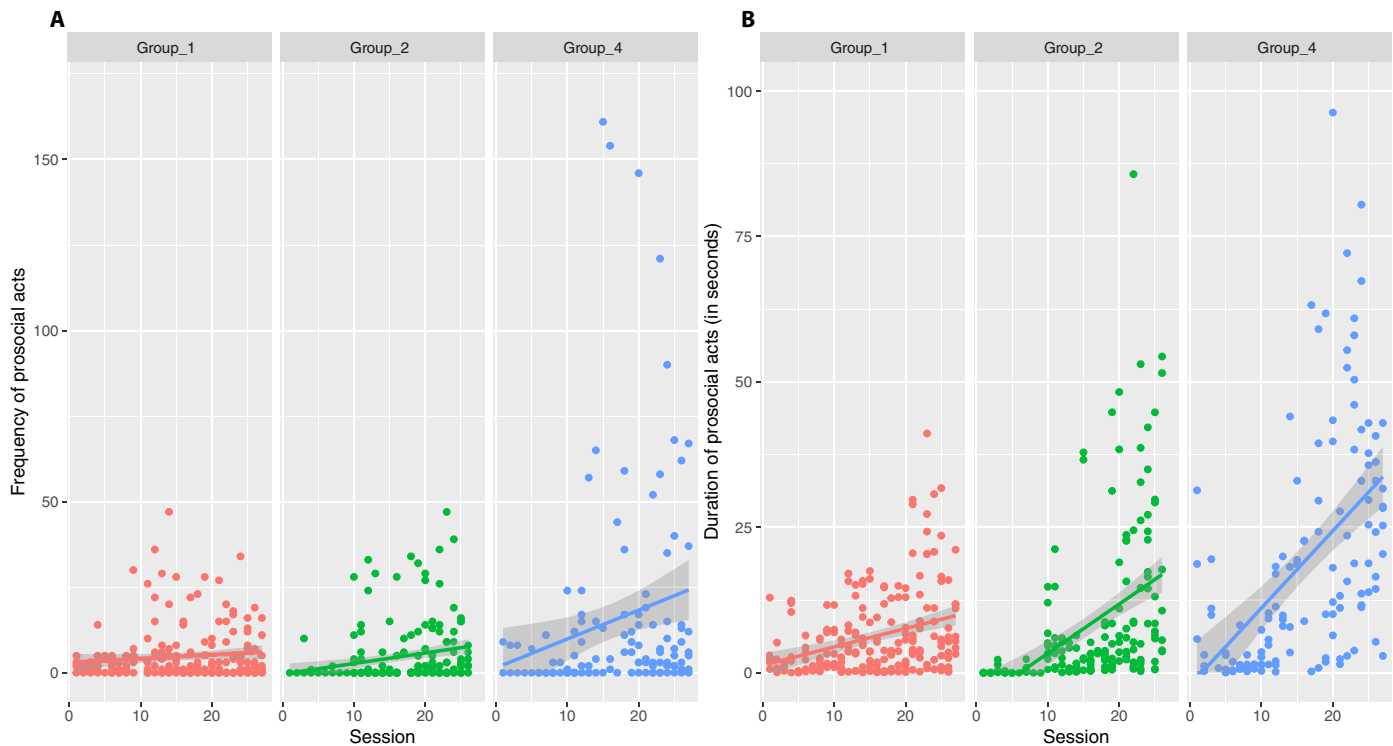 A
Group_1 Group_2 Group_4
150
100
50
0
0 10 20 0 10 20 0 10 20
Session
Frequency of prosocial acts
B
Group_1 Group_2 Group_4
100
75
50
25
0
0 10 20 0 10 20 0 10 20
Session
Duration of prosocial acts (in seconds)